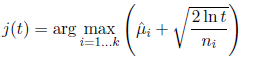 j(t) = arg max_{i=1...k} ( μ̂_i + √(2 ln t / n_i) )